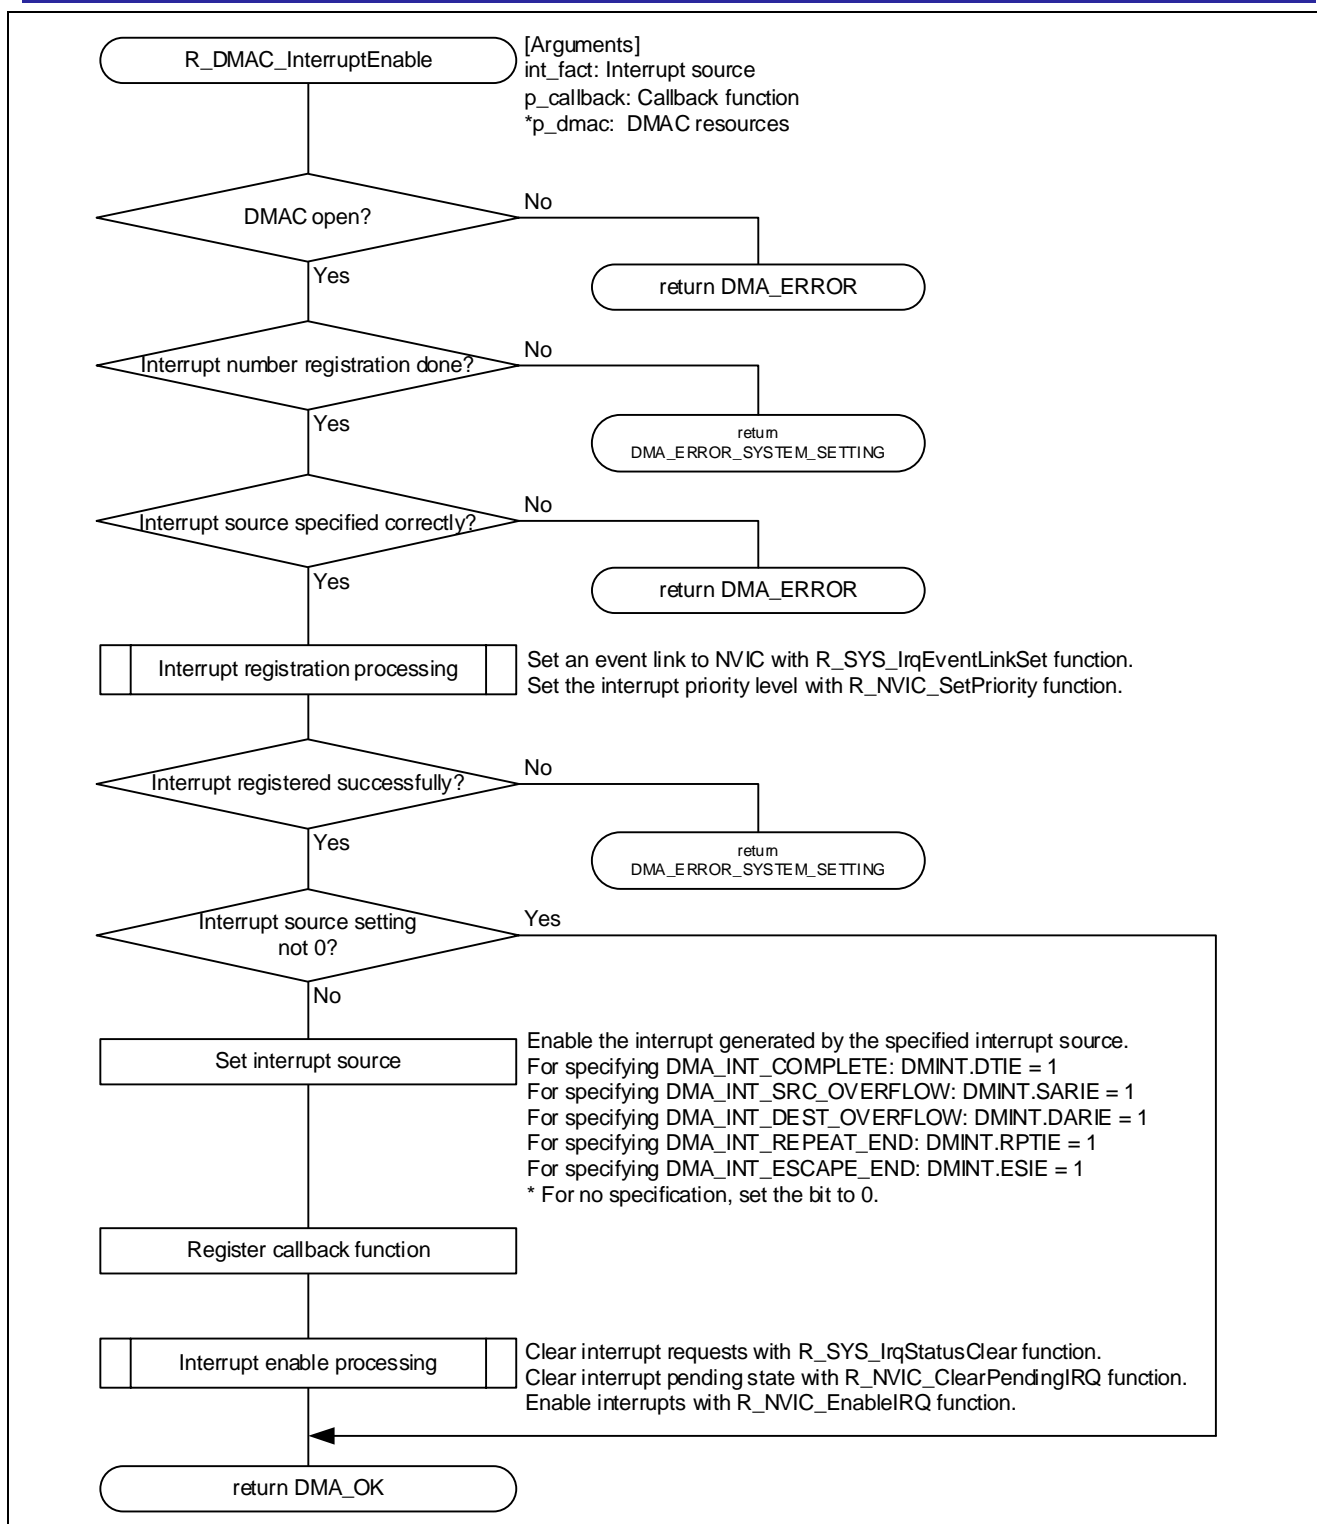 R_DMAC_InterruptEnable
[Arguments]
int_fact: Interrupt source
p_callback: Callback function
*p_dmac: DMAC resources
DMAC open?
No
Yes
return DMA_ERROR
Interrupt number registration done?
No
Yes
return
DMA_ERROR_SYSTEM_SETTING
Interrupt source specified correctly?
No
Yes
return DMA_ERROR
Interrupt registration processing
Set an event link to NVIC with R_SYS_IrqEventLinkSet function.
Set the interrupt priority level with R_NVIC_SetPriority function.
Interrupt registered successfully?
No
Yes
return
DMA_ERROR_SYSTEM_SETTING
Interrupt source setting
not 0?
Yes
No
Set interrupt source
Enable the interrupt generated by the specified interrupt source.
For specifying DMA_INT_COMPLETE: DMINT.DTIE = 1
For specifying DMA_INT_SRC_OVERFLOW: DMINT.SARIE = 1
For specifying DMA_INT_DEST_OVERFLOW: DMINT.DARIE = 1
For specifying DMA_INT_REPEAT_END: DMINT.RPTIE = 1
For specifying DMA_INT_ESCAPE_END: DMINT.ESIE = 1
* For no specification, set the bit to 0.
Register callback function
Interrupt enable processing
Clear interrupt requests with R_SYS_IrqStatusClear function.
Clear interrupt pending state with R_NVIC_ClearPendingIRQ function.
Enable interrupts with R_NVIC_EnableIRQ function.
return DMA_OK